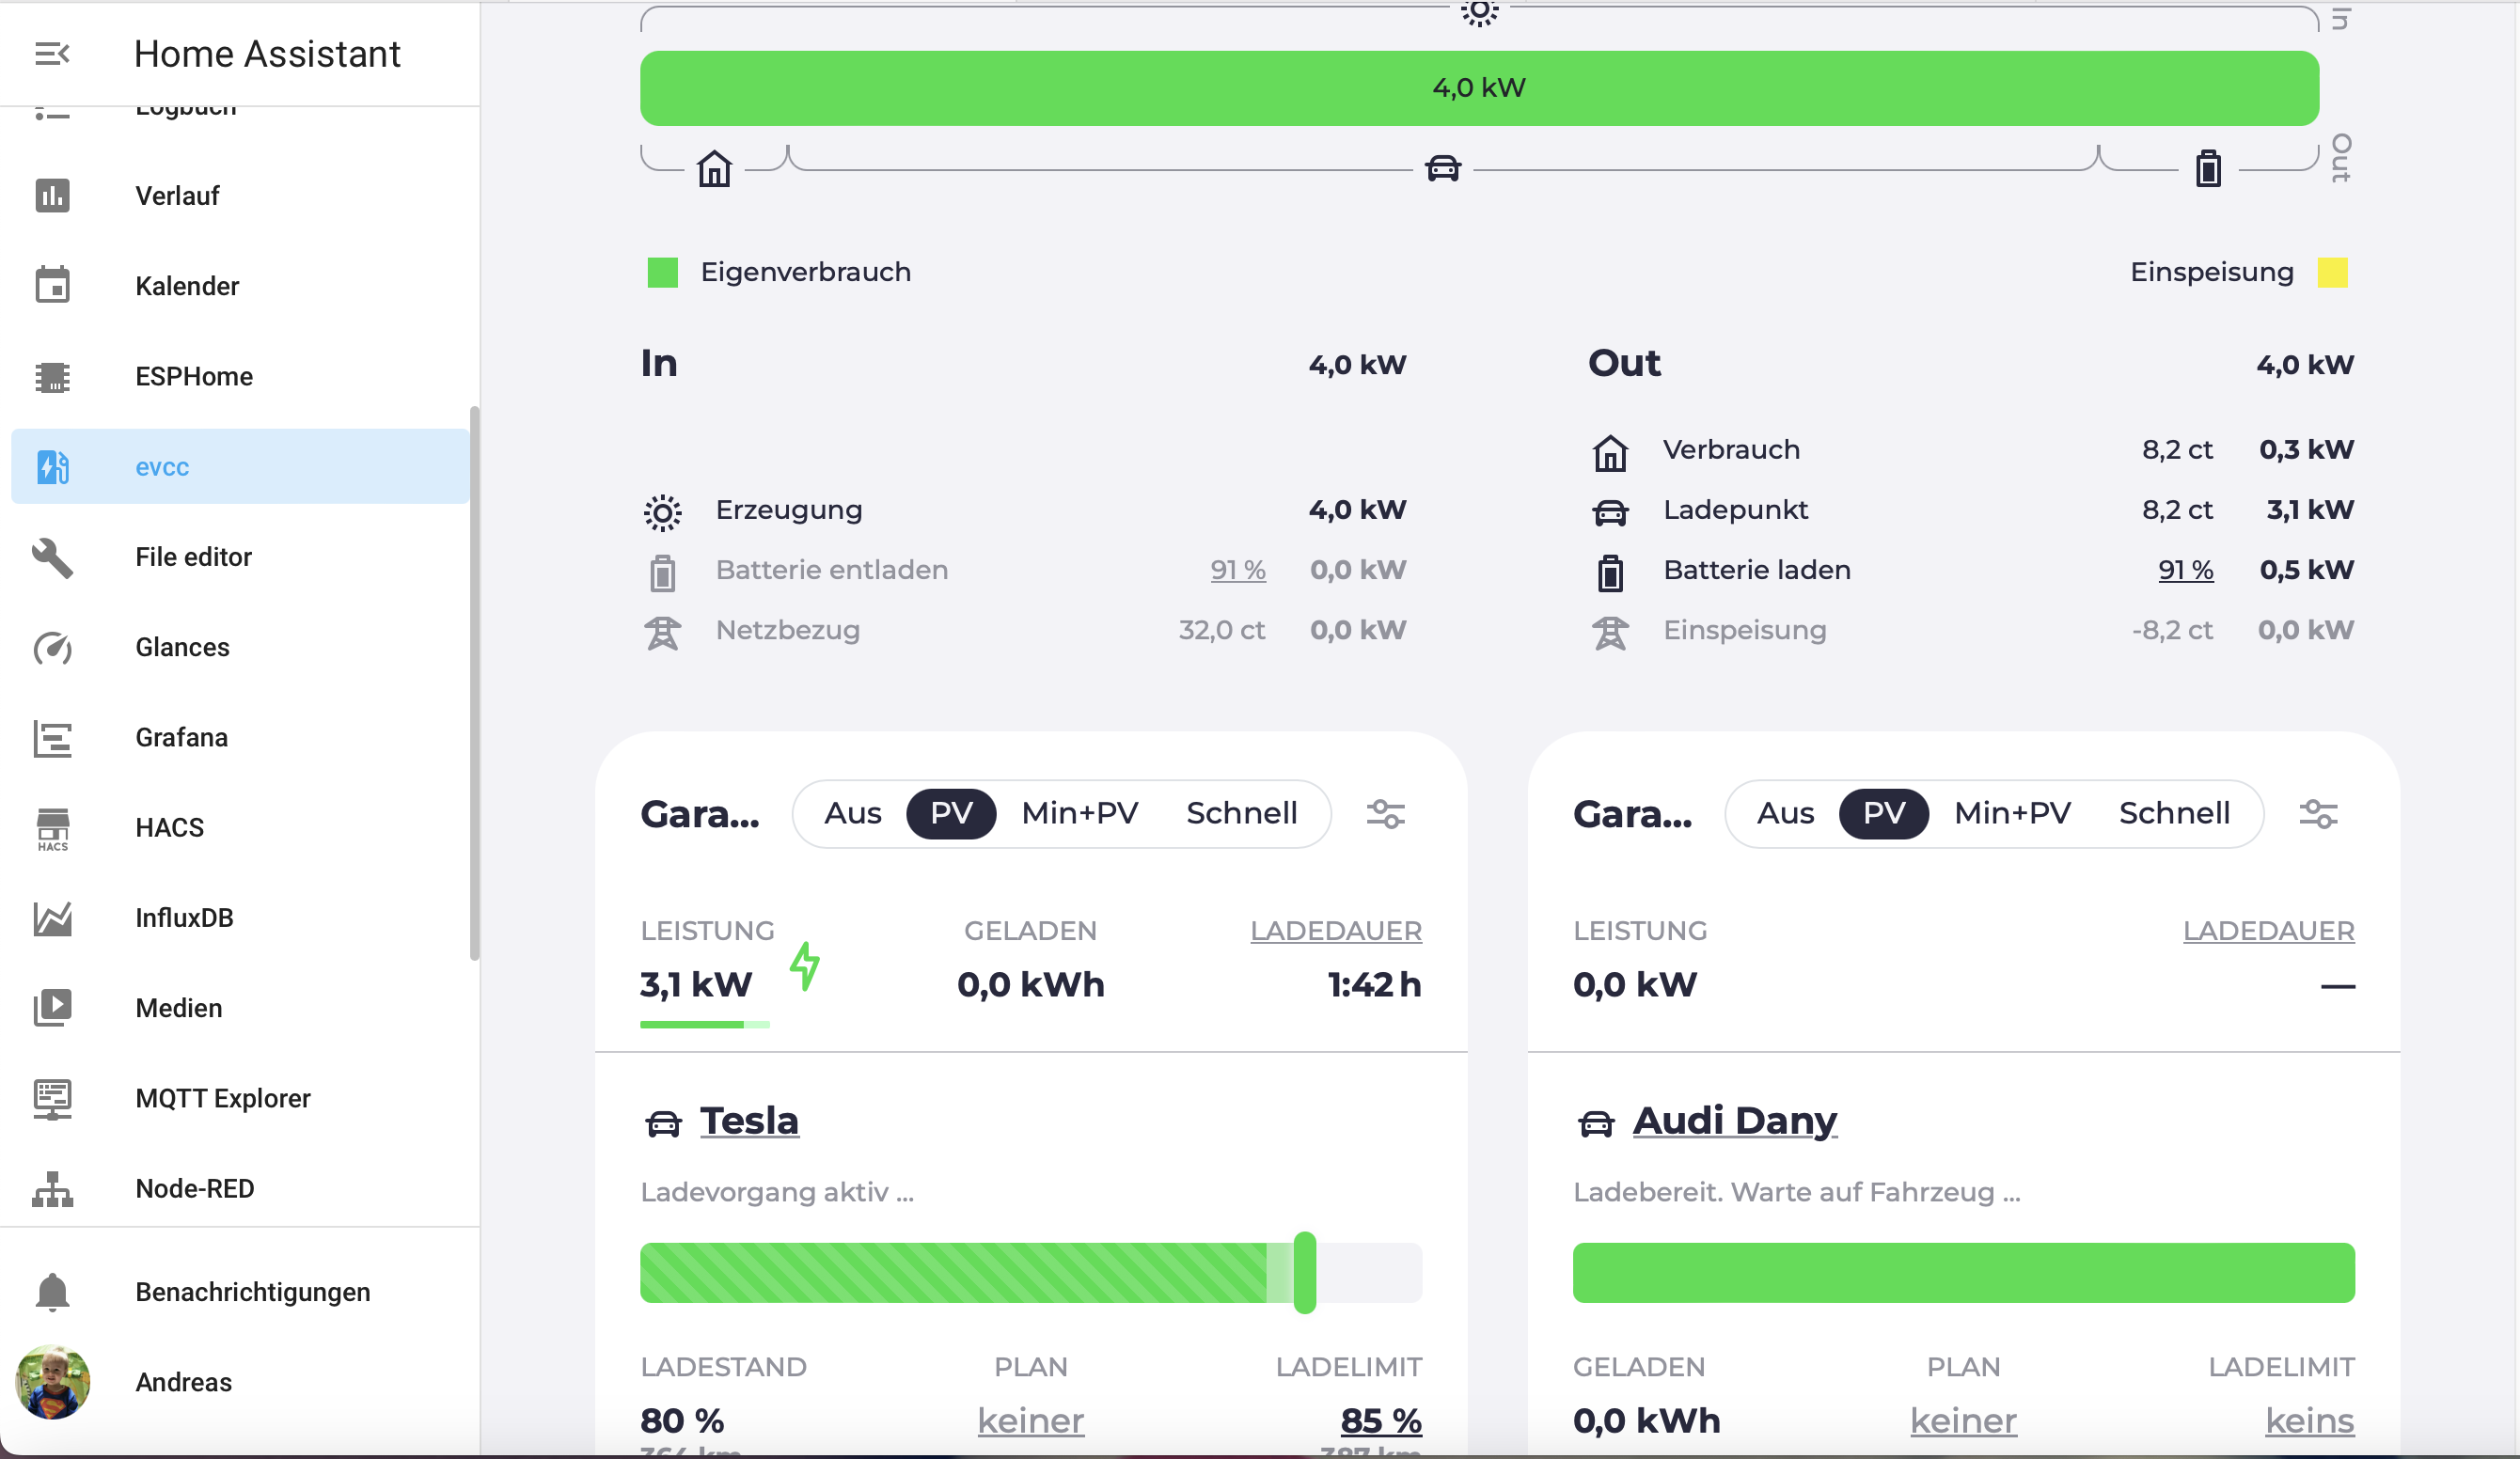 Home Assistant
Logbuch
Verlauf
Kalender
ESPHome
evcc
File editor
Glances
Grafana
HACS
HACS
InfluxDB
Medien
MQTT Explorer
Node-RED
Benachrichtigungen
Andreas
In
4,0 kW
Out
Eigenverbrauch
Einspeisung
In 4,0 kW
Erzeugung 4,0 kW
Batterie entladen 91 % 0,0 kW
Netzbezug 32,0 ct 0,0 kW
Out 4,0 kW
Verbrauch 8,2 ct 0,3 kW
Ladepunkt 8,2 ct 3,1 kW
Batterie laden 91 % 0,5 kW
Einspeisung -8,2 ct 0,0 kW
Gara... Aus PV Min+PV Schnell
LEISTUNG GELADEN LADEDAUER
3,1 kW 0,0 kWh 1:42 h
Tesla
Ladevorgang aktiv ...
LADESTAND PLAN LADELIMIT
80 % keiner 85 %
364 km 387 km
Gara... Aus PV Min+PV Schnell
LEISTUNG LADEDAUER
0,0 kW —
Audi Dany
Ladebereit. Warte auf Fahrzeug ...
GELADEN PLAN LADELIMIT
0,0 kWh keiner keins